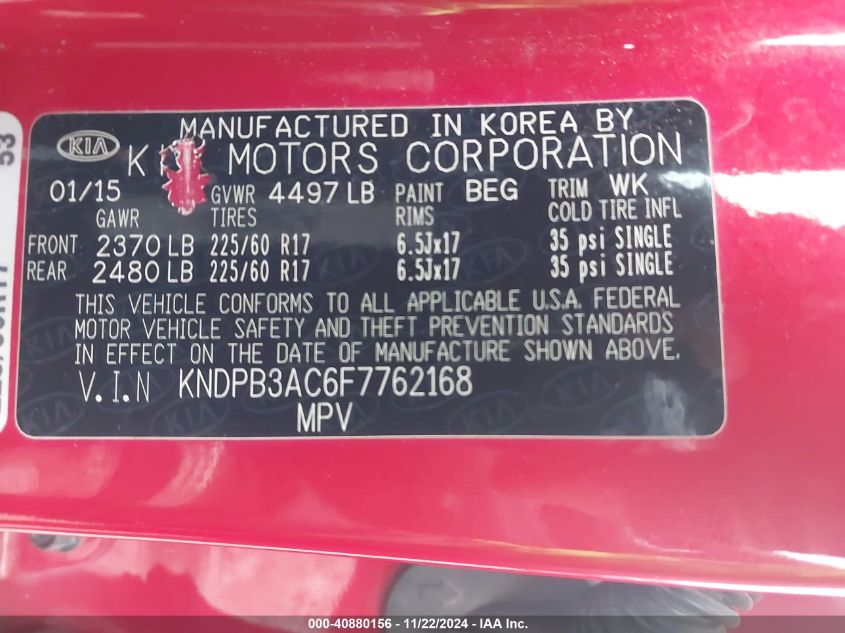 MANUFACTURED IN KOREA BY
KIA K MOTORS CORPORATION
01/15 GVWR 4497 LB PAINT BEG TRIM WK
GAWR TIRES RIMS COLD TIRE INFL
FRONT 2370 LB 225/60 R17 6.5Jx17 35 psi SINGLE
REAR 2480 LB 225/60 R17 6.5Jx17 35 psi SINGLE
THIS VEHICLE CONFORMS TO ALL APPLICABLE U.S.A. FEDERAL
MOTOR VEHICLE SAFETY AND THEFT PREVENTION STANDARDS
IN EFFECT ON THE DATE OF MANUFACTURE SHOWN ABOVE.
V.I.N KNDPB3AC6F7762168
MPV
53
000-40880156 - 11/22/2024 - IAA Inc.